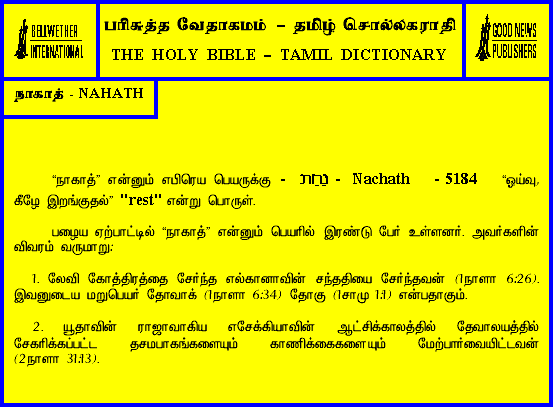 BELLWETHER
INTERNATIONAL
பரிசுத்த வேதாகமம் – தமிழ் சொல்லகராதி
THE HOLY BIBLE – TAMIL DICTIONARY
GOOD NEWS
PUBLISHERS
நாகாத் - NAHATH
“நாகாத்” என்னும் எபிரெய பெயருக்கு - - Nachath - 5184 “ஓய்வு,
கீழே இறங்குதல்” "rest" என்று பொருள்.
பழைய ஏற்பாட்டில் “நாகாத்” என்னும் பெயரில் இரண்டு பேர் உள்ளனர். அவர்களின்
விவரம் வருமாறு;
1. லேவி கோத்திரத்தை சேர்ந்த எல்கானாவின் சந்ததியை சேர்ந்தவன் (1நாளா 6:26).
இவனுடைய மறுபெயர் தோவாக் (1நாளா 6:34) தோகு (1சாமு 1:1) என்பதாகும்.
2. யூதாவின் ராஜாவாகிய எசேக்கியாவின் ஆட்சிக்காலத்தில் தேவாலயத்தில்
சேகரிக்கப்பட்ட தசமபாகங்களையும் காணிக்கைகளையும் மேற்பார்வையிட்டவன்
(2நாளா 31:13).